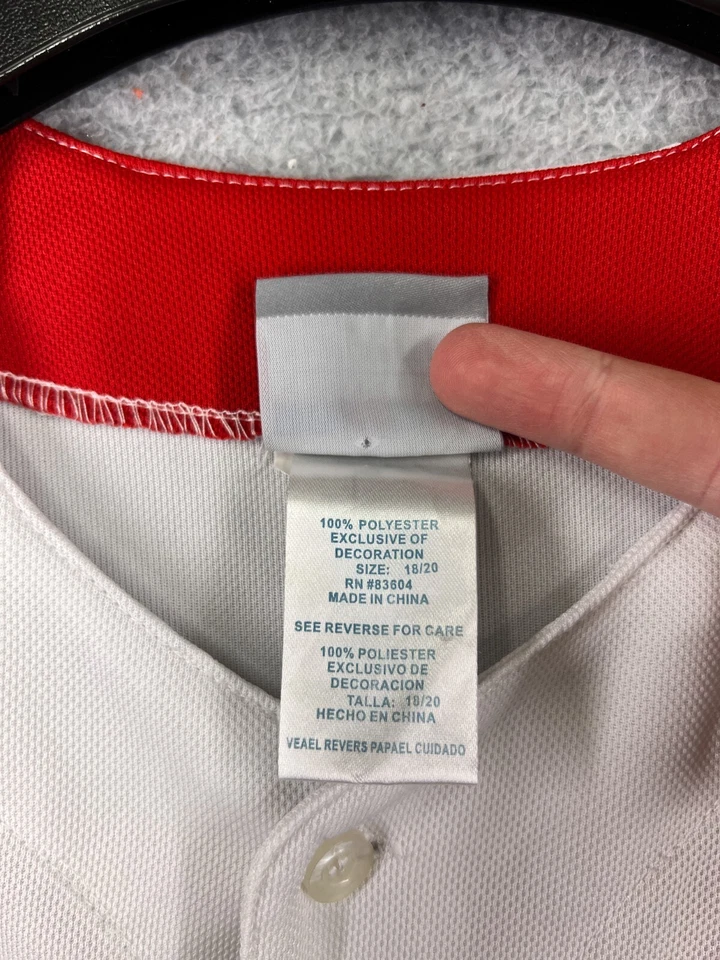 100% POLYESTER
EXCLUSIVE OF
DECORATION
SIZE: 18/20
RN #83604
MADE IN CHINA
SEE REVERSE FOR CARE
100% POLIESTER
EXCLUSIVO DE
DECORACION
TALLA: 18/20
HECHO EN CHINA
VEAEL REVERS PAPAEL CUIDADO